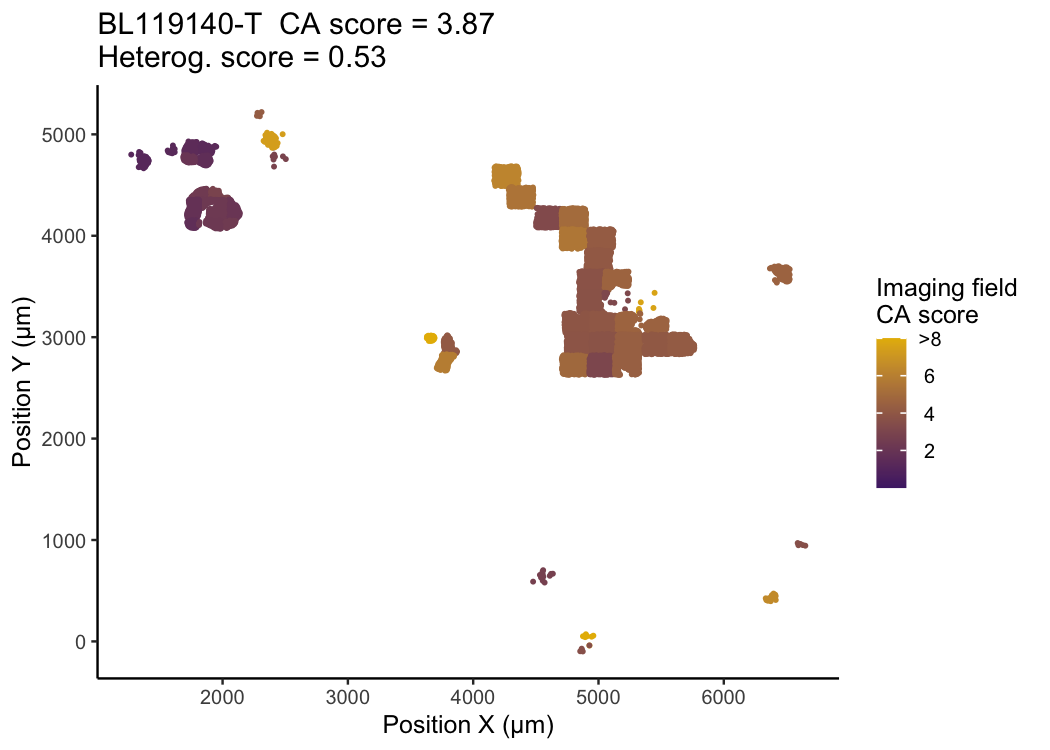 BL119140-T  CA score = 3.87
Heterog. score = 0.53
5000
4000
3000
2000
1000
0
Position Y (µm)
2000
3000
4000
5000
6000
Position X (µm)
Imaging field
CA score
>8
6
4
2